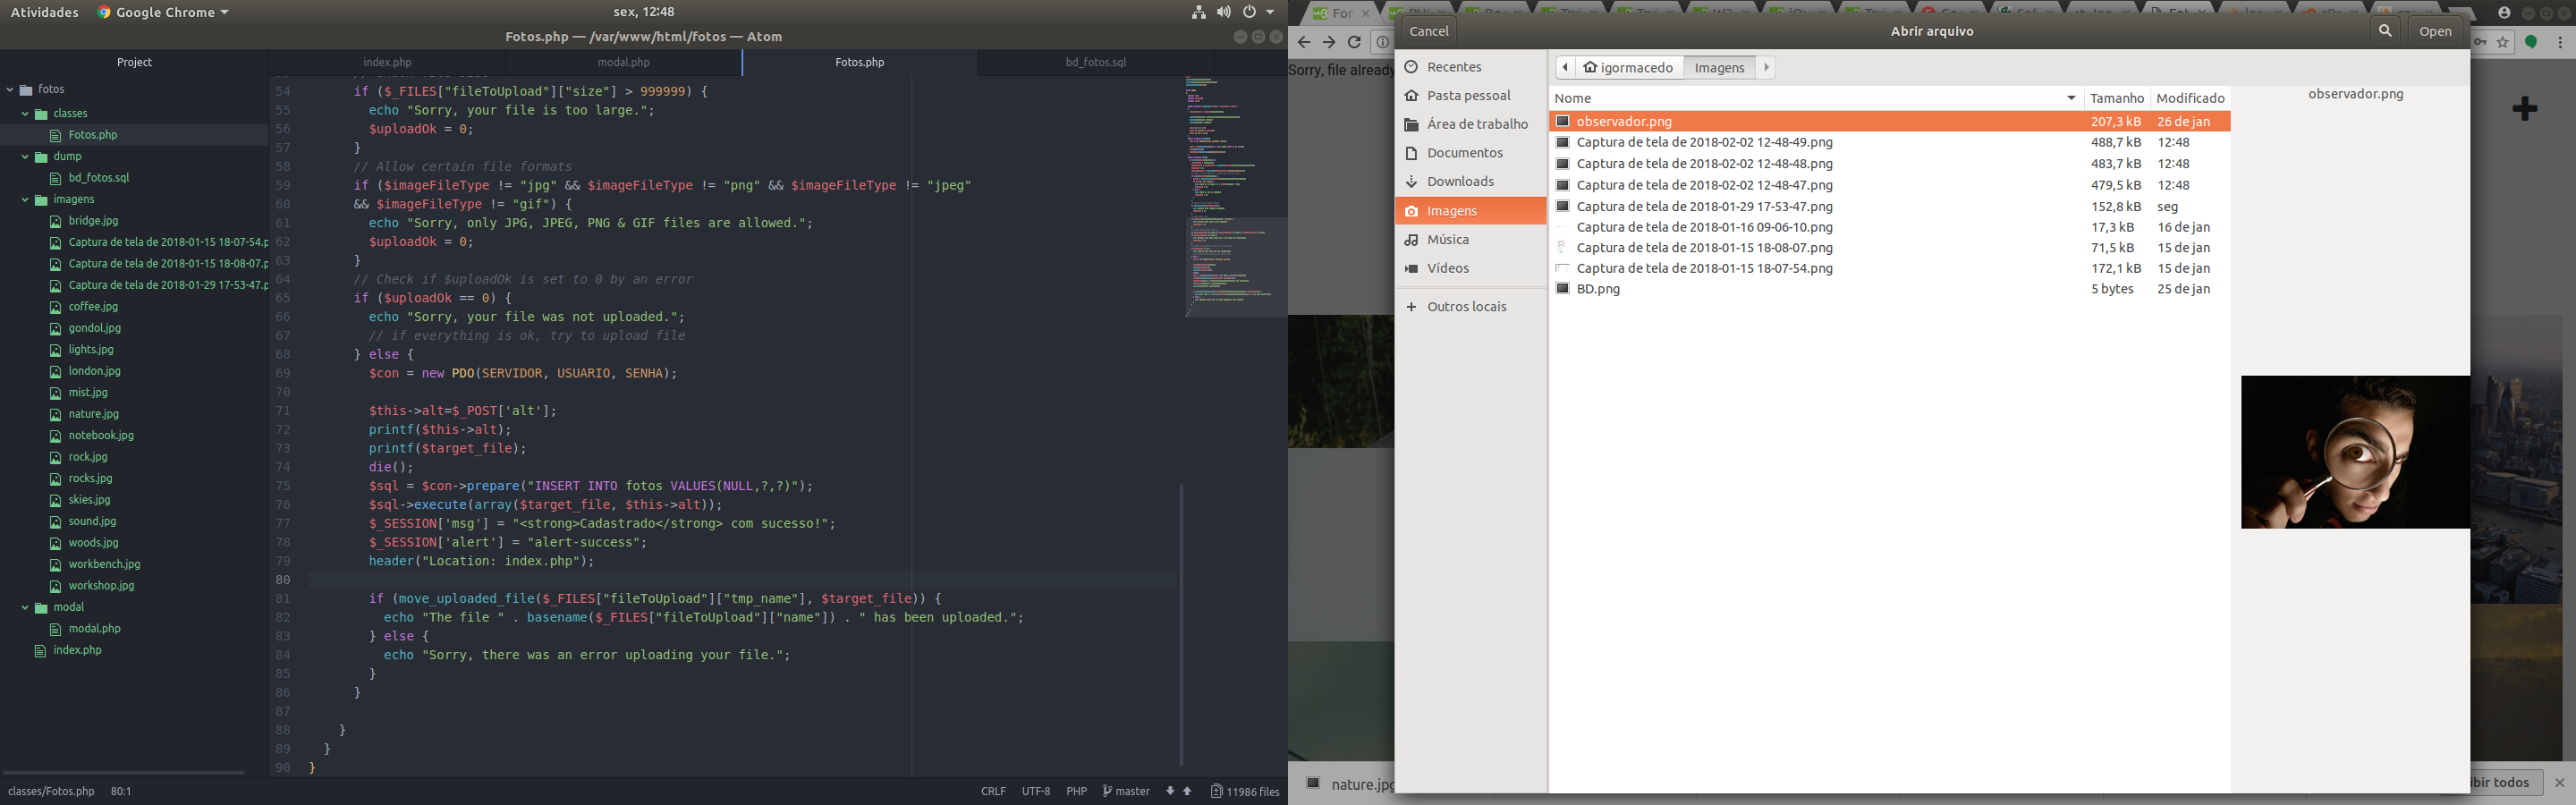 Atividades Google Chrome sex, 12:48
Fotos.php — /var/www/html/fotos — Atom
Project
fotos
classes
Fotos.php
dump
bd_fotos.sql
imagens
bridge.jpg
Captura de tela de 2018-01-15 18-07-54.p
Captura de tela de 2018-01-15 18-08-07.p
Captura de tela de 2018-01-29 17-53-47.p
coffee.jpg
gondol.jpg
lights.jpg
london.jpg
mist.jpg
nature.jpg
notebook.jpg
rock.jpg
rocks.jpg
skies.jpg
sound.jpg
woods.jpg
workbench.jpg
workshop.jpg
modal
modal.php
index.php
index.php modal.php Fotos.php bd_fotos.sql
54 if ($_FILES["fileToUpload"]["size"] > 999999) {
55 echo "Sorry, your file is too large.";
56 $uploadOk = 0;
57 }
58 // Allow certain file formats
59 if ($imageFileType != "jpg" && $imageFileType != "png" && $imageFileType != "jpeg"
60 && $imageFileType != "gif") {
61 echo "Sorry, only JPG, JPEG, PNG & GIF files are allowed.";
62 $uploadOk = 0;
63 }
64 // Check if $uploadOk is set to 0 by an error
65 if ($uploadOk == 0) {
66 echo "Sorry, your file was not uploaded.";
67 // if everything is ok, try to upload file
68 } else {
69 $con = new PDO(SERVIDOR, USUARIO, SENHA);
70
71 $this->alt=$_POST['alt'];
72 printf($this->alt);
73 printf($target_file);
74 die();
75 $sql = $con->prepare("INSERT INTO fotos VALUES(NULL,?,?)");
76 $sql->execute(array($target_file, $this->alt));
77 $_SESSION['msg'] = "<strong>Cadastrado</strong> com sucesso!";
78 $_SESSION['alert'] = "alert-success";
79 header("Location: index.php");
80
81 if (move_uploaded_file($_FILES["fileToUpload"]["tmp_name"], $target_file)) {
82 echo "The file " . basename($_FILES["fileToUpload"]["name"]) . " has been uploaded.";
83 } else {
84 echo "Sorry, there was an error uploading your file.";
85 }
86 }
87
88 }
89 }
90 }
classes/Fotos.php 80:1 CRLF UTF-8 PHP master 11986 files
Sorry, file already
Cancel Abrir arquivo Open
Recentes
Pasta pessoal
Área de trabalho
Documentos
Downloads
Imagens
Música
Vídeos
Outros locais
igormacedo Imagens
Nome Tamanho Modificado
observador.png 207,3 kB 26 de jan
Captura de tela de 2018-02-02 12-48-49.png 488,7 kB 12:48
Captura de tela de 2018-02-02 12-48-48.png 483,7 kB 12:48
Captura de tela de 2018-02-02 12-48-47.png 479,5 kB 12:48
Captura de tela de 2018-01-29 17-53-47.png 152,8 kB seg
Captura de tela de 2018-01-16 09-06-10.png 17,3 kB 16 de jan
Captura de tela de 2018-01-15 18-08-07.png 71,5 kB 15 de jan
Captura de tela de 2018-01-15 18-07-54.png 172,1 kB 15 de jan
BD.png 5 bytes 25 de jan
observador.png
nature.jpg
ibir todos